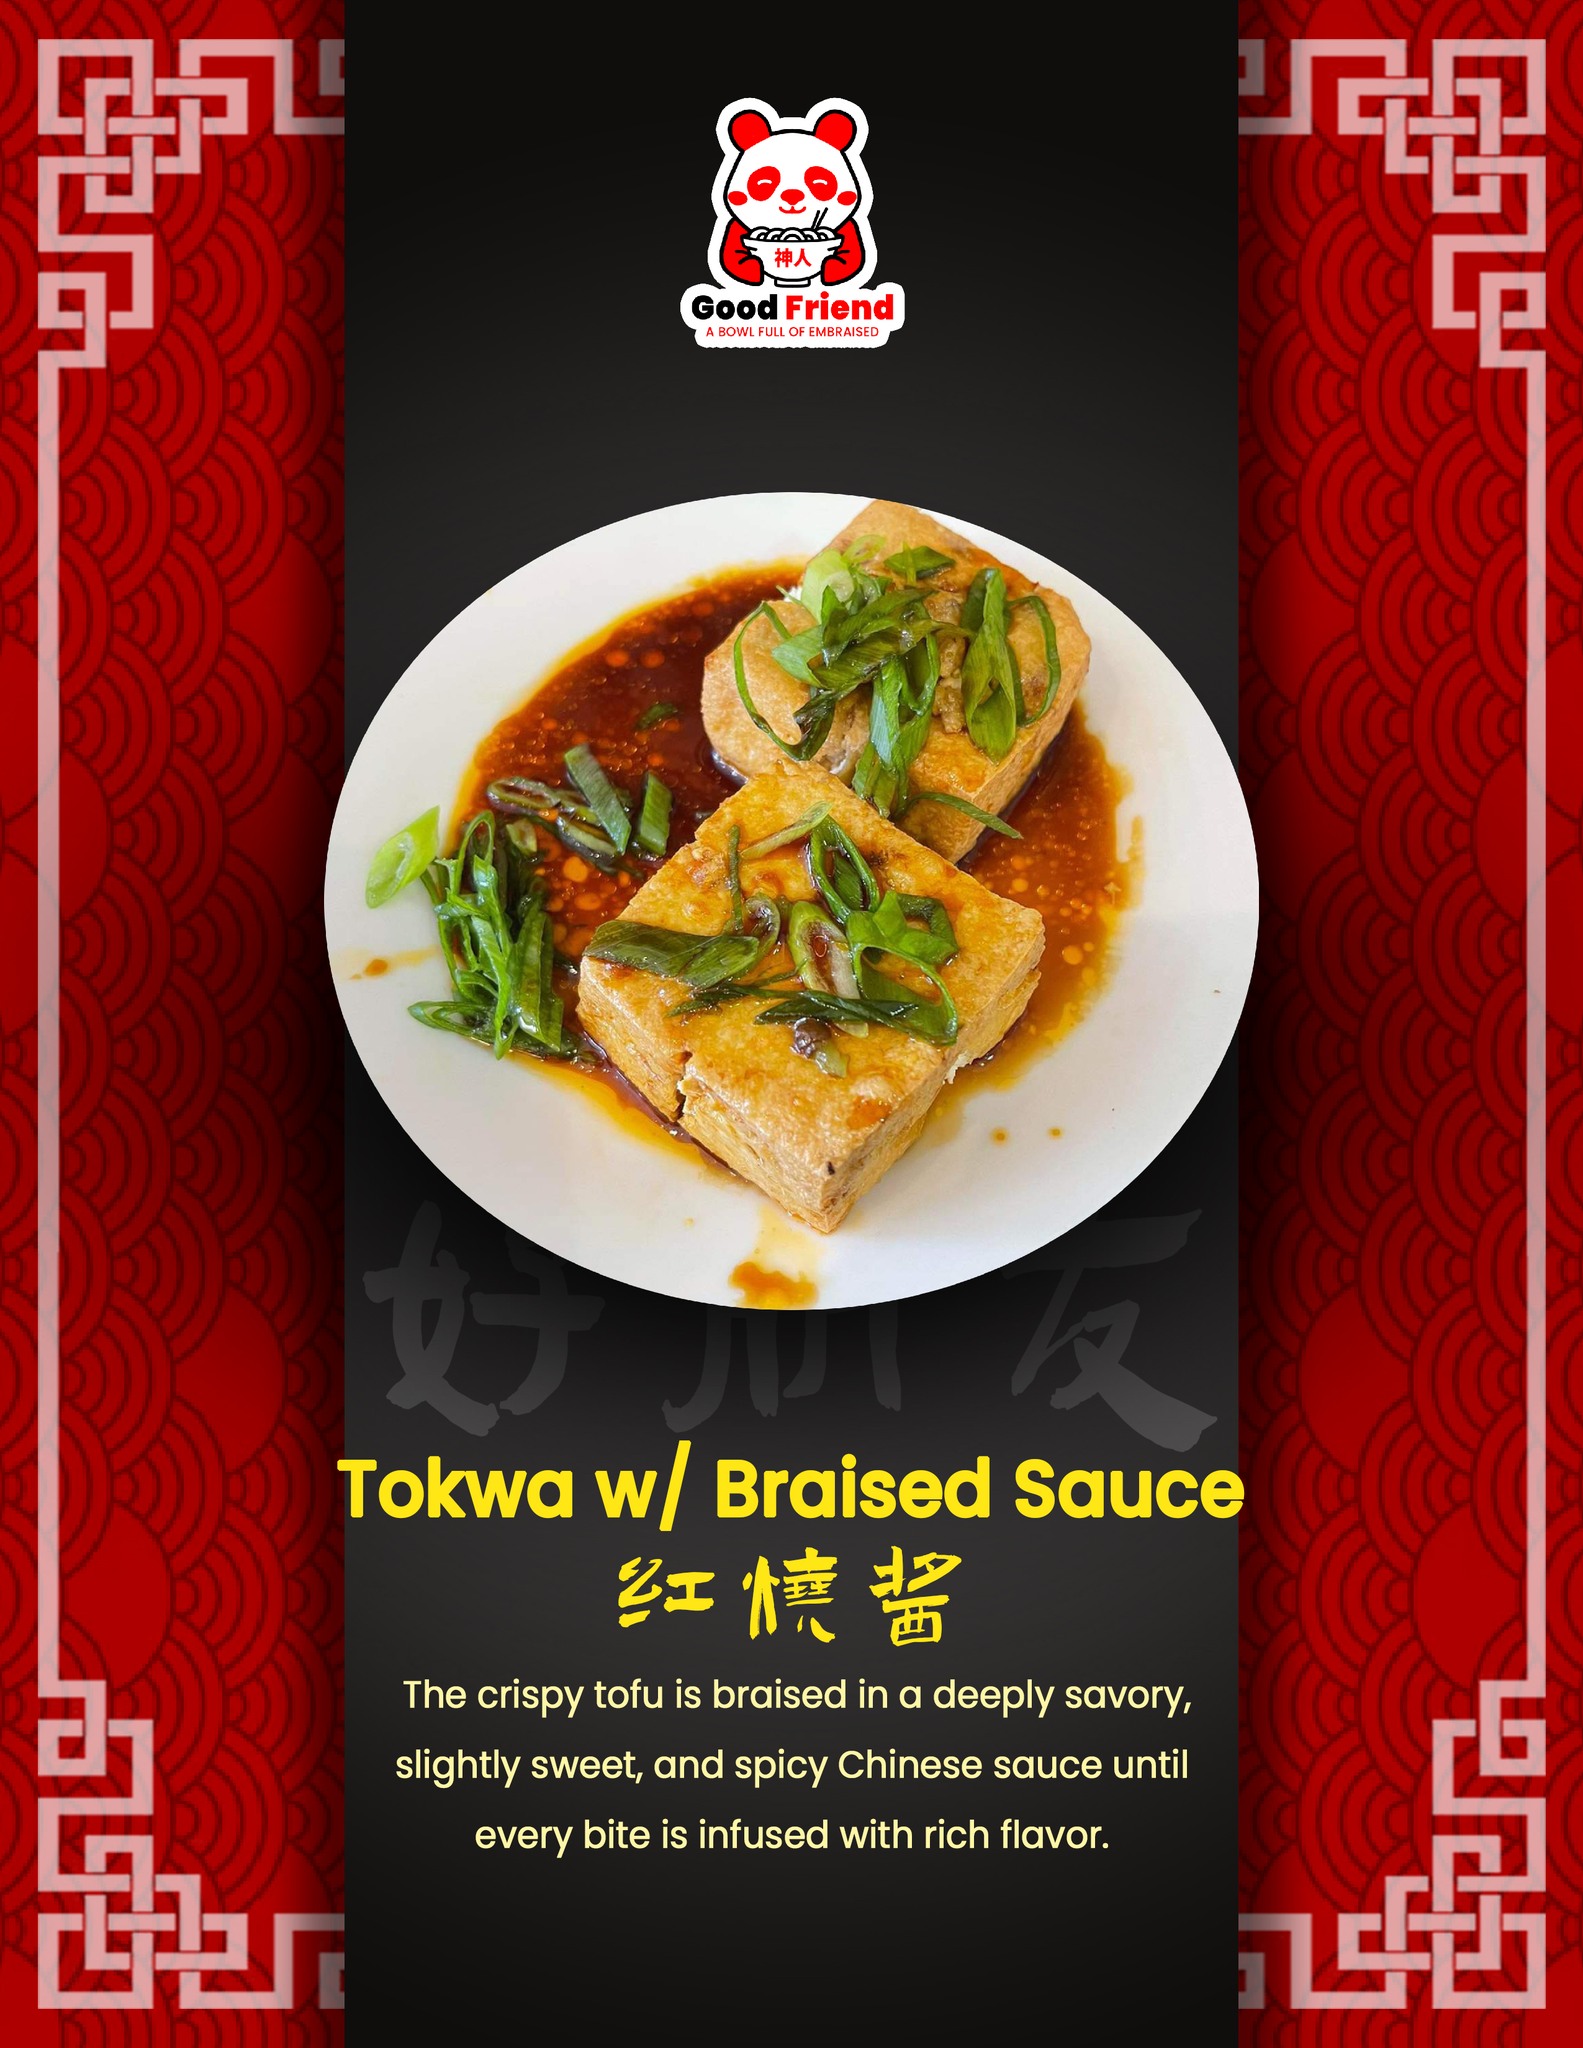 神人
Good Friend
A BOWL FULL OF EMBRAISED
好朋友
Tokwa w/ Braised Sauce
红燒酱
The crispy tofu is braised in a deeply savory,
slightly sweet, and spicy Chinese sauce until
every bite is infused with rich flavor.